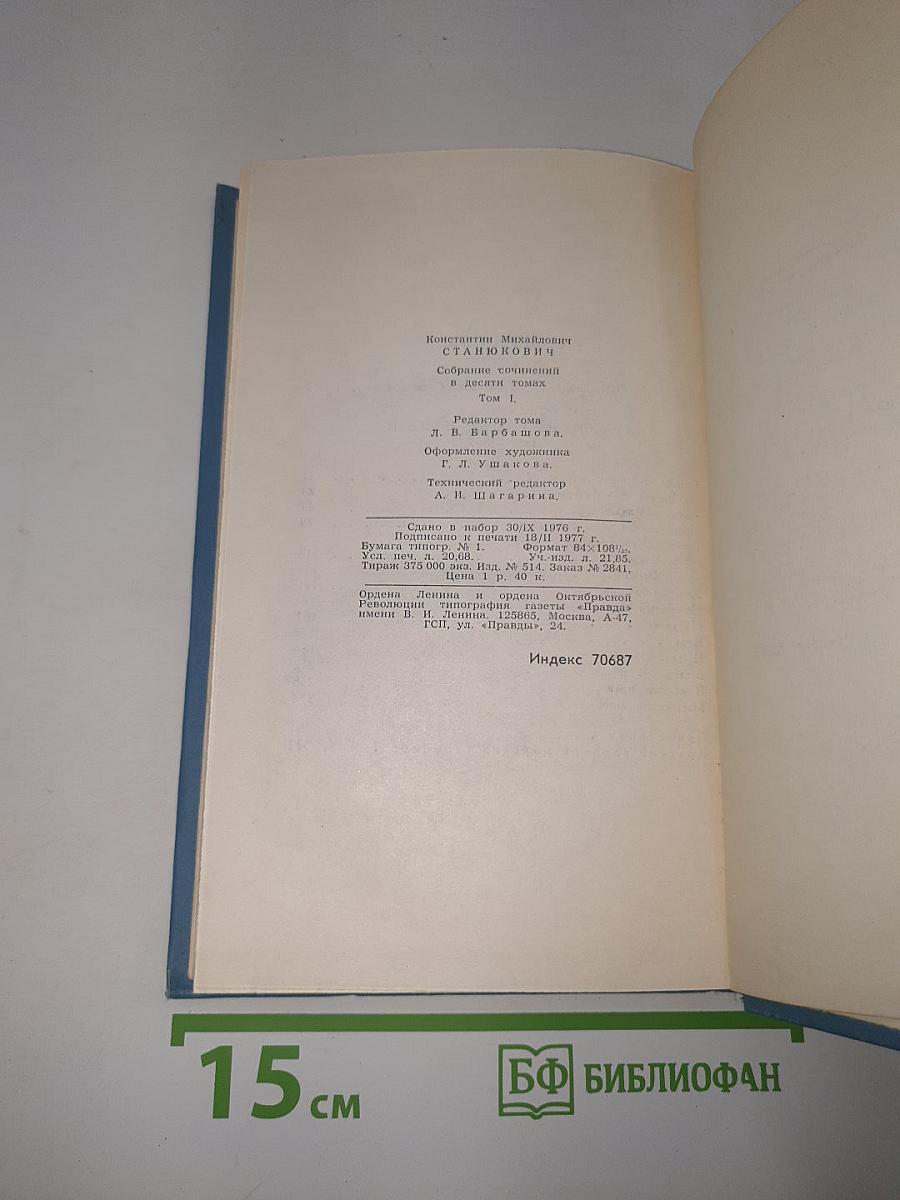 Константин Михайлович
СТАНЮКОВИЧ
Собрание сочинений
в десяти томах
Том I.
Редактор тома
Л. В. Барбашова.
Оформление художника
Г. Л. Ушакова.
Технический редактор
А. И. Шагарина.
Сдано в набор 30/IX 1976 г.
Подписано к печати 18/II 1977 г.
Бумага типогр. № 1. Формат 84×108¹/₃₂.
Усл. печ. л. 20,68. Уч.-изд. л. 21,85.
Тираж 375 000 экз. Изд. № 514. Заказ № 2841.
Цена 1 р. 40 к.
Ордена Ленина и ордена Октябрьской
Революции типография газеты «Правда»
имени В. И. Ленина. 125865, Москва, А-47,
ГСП, ул. «Правды», 24.
Индекс 70687
15 см
БФ БИБЛИОФАН